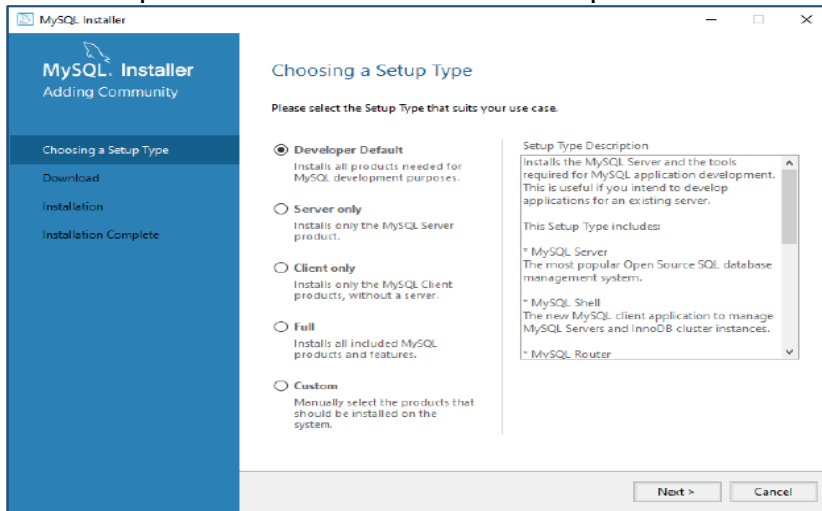 MySQL Installer
MySQL. Installer
Adding Community
Choosing a Setup Type
Download
Installation
Installation Complete
Choosing a Setup Type
Please select the Setup Type that suits your use case.
Developer Default
Installs all products needed for
MySQL development purposes.
Server only
Installs only the MySQL Server
product.
Client only
Installs only the MySQL Client
products, without a server.
Full
Installs all included MySQL
products and features.
Custom
Manually select the products that
should be installed on the
system.
Setup Type Description
Installs the MySQL Server and the tools
required for MySQL application development.
This is useful if you intend to develop
applications for an existing server.
This Setup Type includes:
* MySQL Server
The most popular Open Source SQL database
management system.
* MySQL Shell
The new MySQL client application to manage
MySQL Servers and InnoDB cluster instances.
* MySQL Router
Next >
Cancel